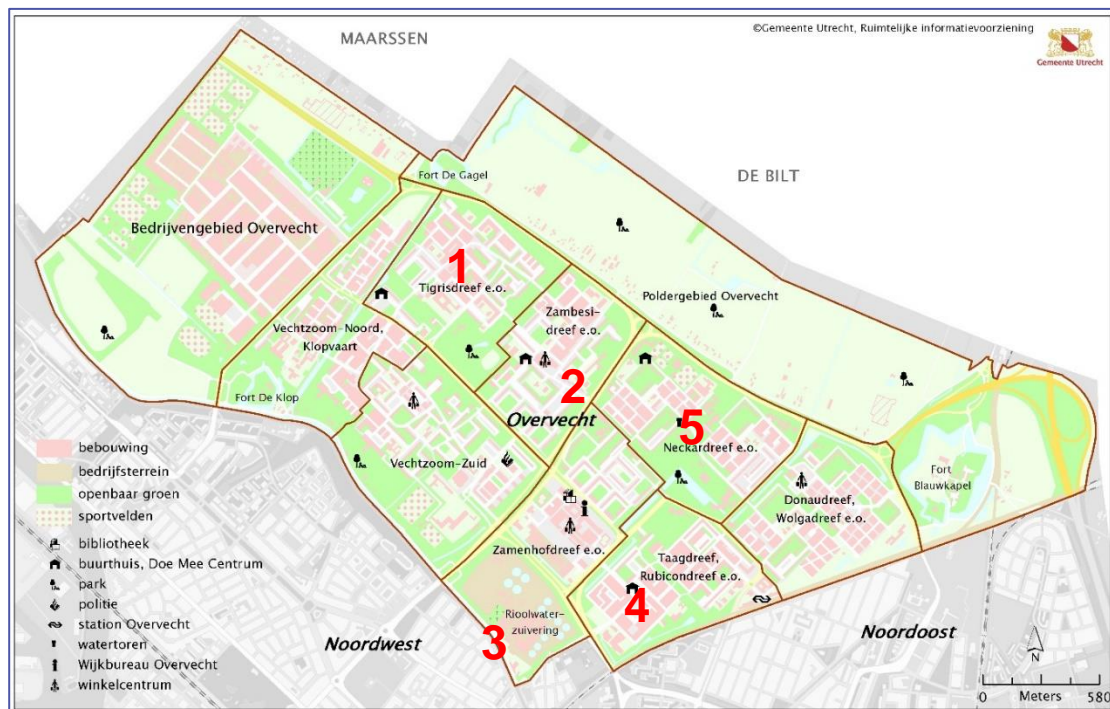 MAARSSEN
©Gemeente Utrecht, Ruimtelijke informatievoorziening
Gemeente Utrecht
Fort De Gagel
DE BILT
Bedrijvengebied Overvecht
1
Tigrisdreef e.o.
Poldergebied Overvecht
Zambesi-
dreef e.o.
Vechtzoom-Noord,
Klopvaart
2
Fort De Klop
Overvecht
5
Neckardreef e.o.
Vechtzoom-Zuid
Fort
Blauwkapel
Donaudreef,
Wolgadreef e.o.
Zamenhofdreef e.o.
Taagdreef,
Rubicondreef e.o.
4
Rioolwater-
zuivering
3
Noordwest
Noordoost
bebouwing
bedrijfsterrein
openbaar groen
sportvelden
bibliotheek
buurthuis, Doe Mee Centrum
park
politie
station Overvecht
watertoren
Wijkbureau Overvecht
winkelcentrum
N
0 Meters 580